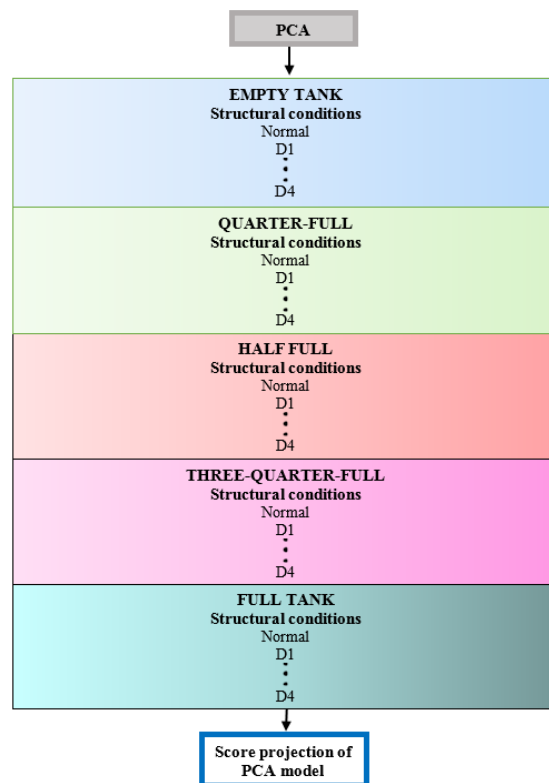 PCA
EMPTY TANK
Structural conditions
Normal
D1
D4
QUARTER-FULL
Structural conditions
Normal
D1
D4
HALF FULL
Structural conditions
Normal
D1
D4
THREE-QUARTER-FULL
Structural conditions
Normal
D1
D4
FULL TANK
Structural conditions
Normal
D1
D4
Score projection of
PCA model